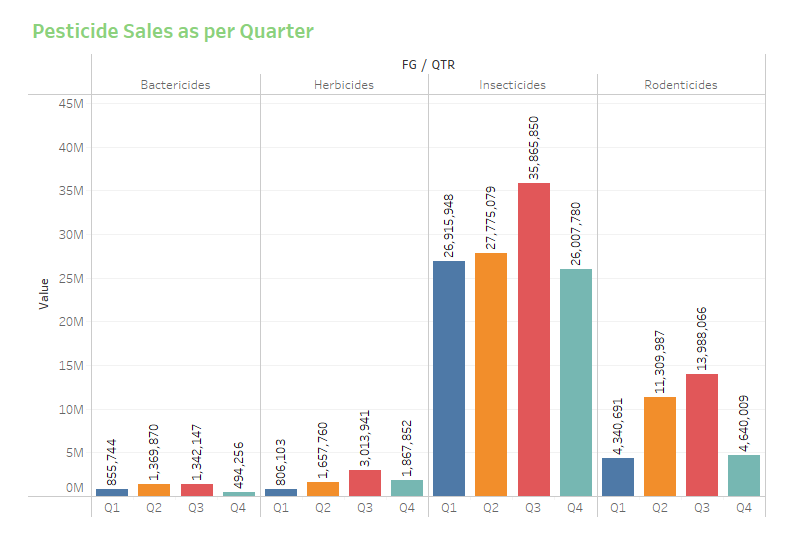 Pesticide Sales as per Quarter
FG / QTR
Bactericides Herbicides Insecticides Rodenticides
45M
40M
35M
30M
25M
20M
15M
10M
5M
0M
Value
855,744 1,369,870 1,342,147 494,256 806,103 1,657,760 3,013,941 1,867,852 26,915,948 27,775,079 35,865,850 26,007,780 4,340,691 11,309,987 13,988,066 4,640,009
Q1 Q2 Q3 Q4 Q1 Q2 Q3 Q4 Q1 Q2 Q3 Q4 Q1 Q2 Q3 Q4